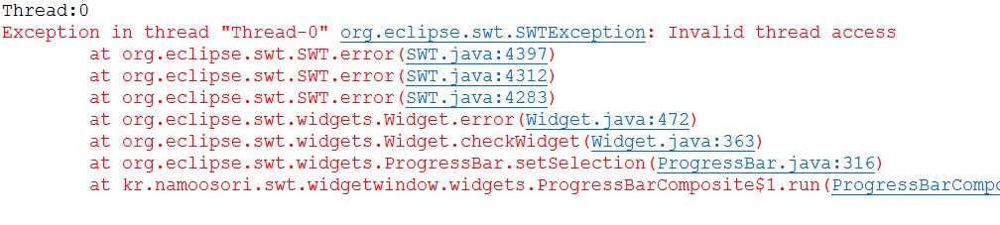 Thread:0
Exception in thread "Thread-0" org.eclipse.swt.SWTException: Invalid thread access
at org.eclipse.swt.SWT.error(SWT.java:4397)
at org.eclipse.swt.SWT.error(SWT.java:4312)
at org.eclipse.swt.SWT.error(SWT.java:4283)
at org.eclipse.swt.widgets.Widget.error(Widget.java:472)
at org.eclipse.swt.widgets.Widget.checkWidget(Widget.java:363)
at org.eclipse.swt.widgets.ProgressBar.setSelection(ProgressBar.java:316)
at kr.namoosori.swt.widgetwindow.widgets.ProgressBarComposite$1.run(ProgressBarCompo